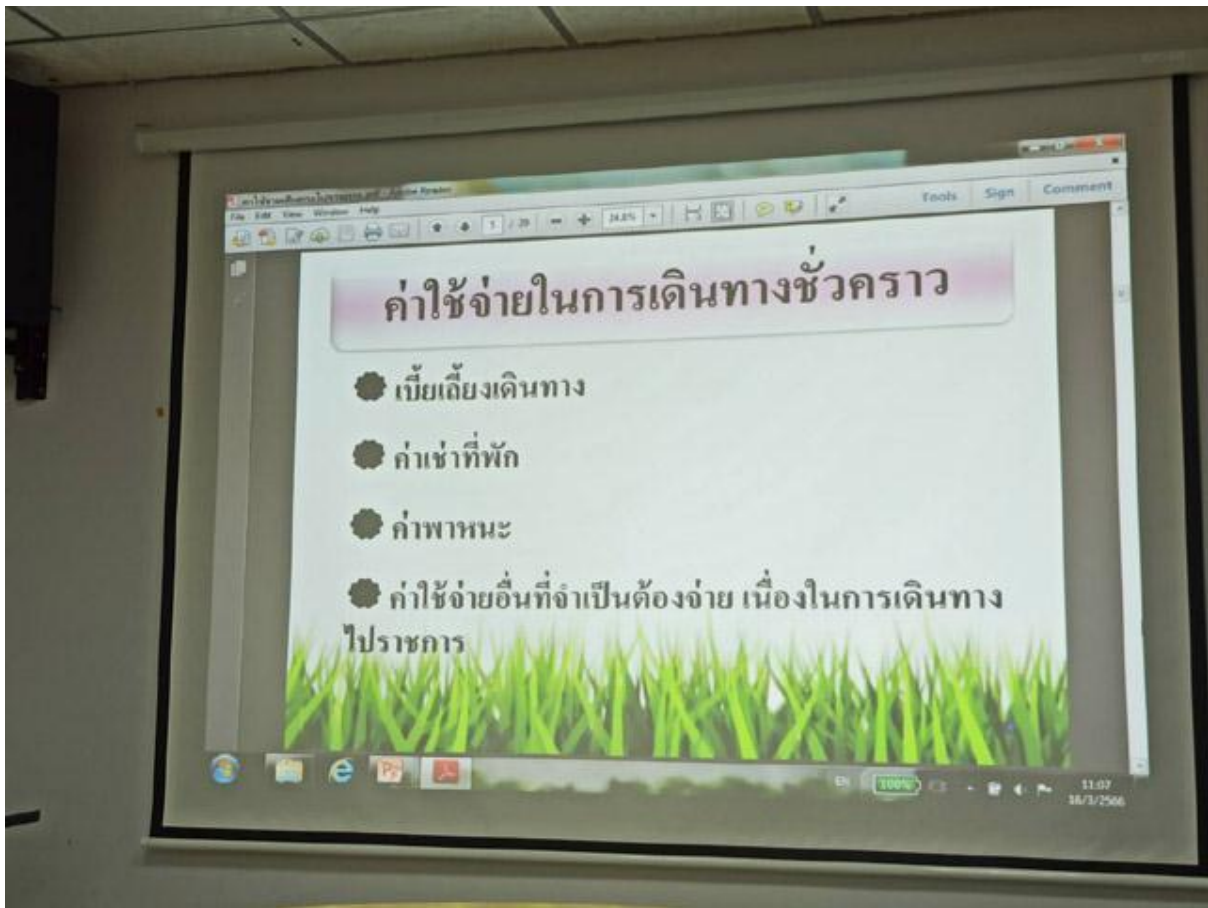 Adobe Reader
File Edit View Window Help
/ 29
Tools Sign Comment
ค่าใช้จ่ายในการเดินทางชั่วคราว
เบี้ยเลี้ยงเดินทาง
ค่าเช่าที่พัก
ค่าพาหนะ
ค่าใช้จ่ายอื่นที่จำเป็นต้องจ่าย เนื่องในการเดินทาง
ไปราชการ
EN 100% 11:07
16/3/2566